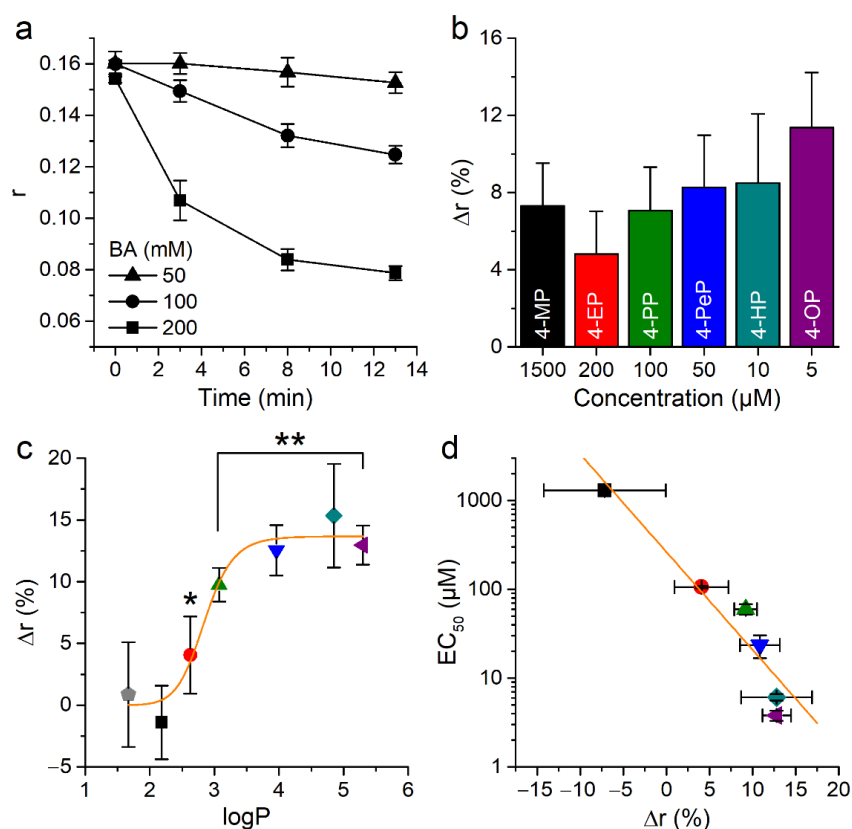 a
0.16
0.14
0.12
0.10
0.08
0.06
r
BA (mM)
50
100
200
0 2 4 6 8 10 12 14
Time (min)
b
16
12
8
4
0
Δr (%)
4-MP
4-EP
4-PP
4-PeP
4-HP
4-OP
1500 200 100 50 10 5
Concentration (µM)
c
20
15
10
5
0
−5
Δr (%)
*
**
1 2 3 4 5 6
logP
d
1000
100
10
1
EC50 (µM)
−15 −10 −5 0 5 10 15 20
Δr (%)